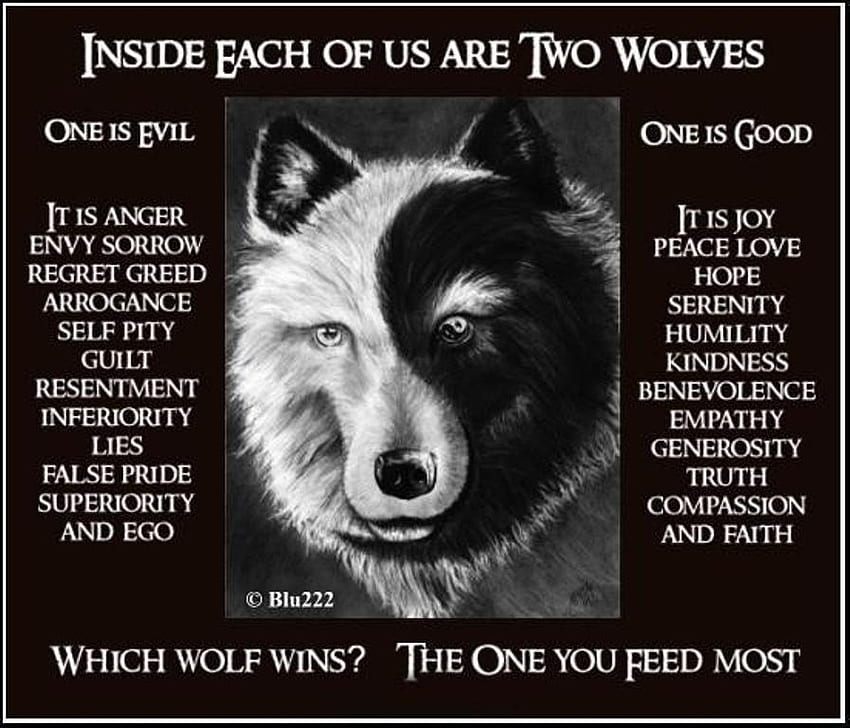 INSIDE EACH OF US ARE TWO WOLVES
ONE IS EVIL
IT IS ANGER
ENVY SORROW
REGRET GREED
ARROGANCE
SELF PITY
GUILT
RESENTMENT
INFERIORITY
LIES
FALSE PRIDE
SUPERIORITY
AND EGO
ONE IS GOOD
IT IS JOY
PEACE LOVE
HOPE
SERENITY
HUMILITY
KINDNESS
BENEVOLENCE
EMPATHY
GENEROSITY
TRUTH
COMPASSION
AND FAITH
© Blu222
WHICH WOLF WINS? THE ONE YOU FEED MOST